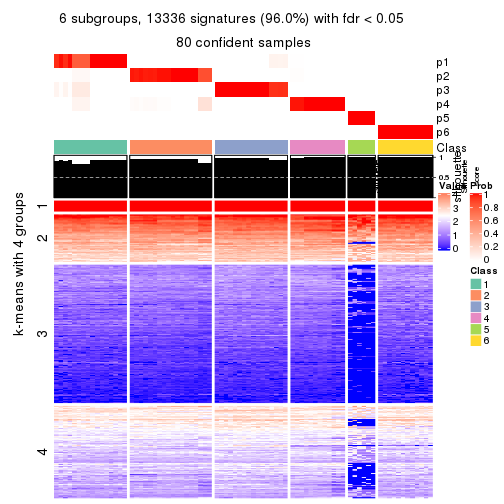 6 subgroups, 13336 signatures (96.0%) with fdr < 0.05
80 confident samples
p1
p2
p3
p4
p5
p6
Class
1
0.5
silhouette
score
k-means with 4 groups
1
2
3
4
Value
3
2
1
0
Prob
1
0.8
0.6
0.4
0.2
0
Class
1
2
3
4
5
6